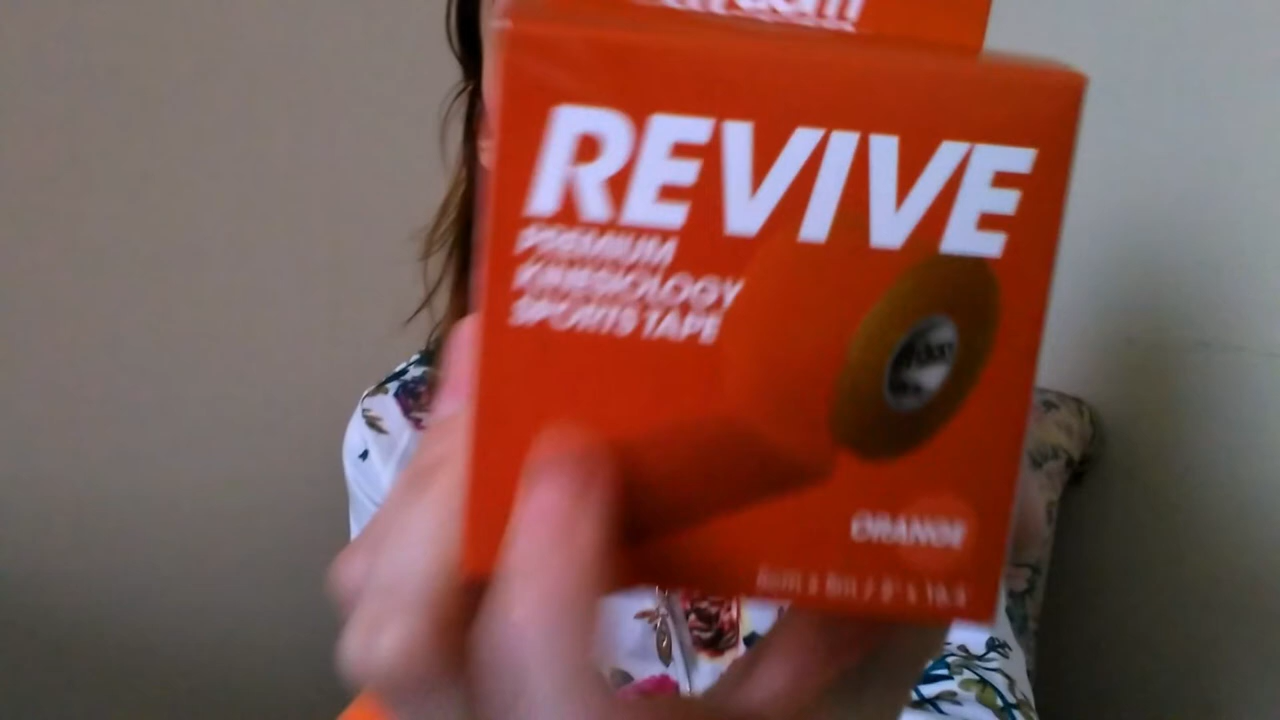 REVIVE
PREMIUM
KINESIOLOGY
SPORTS TAPE
ORANGE